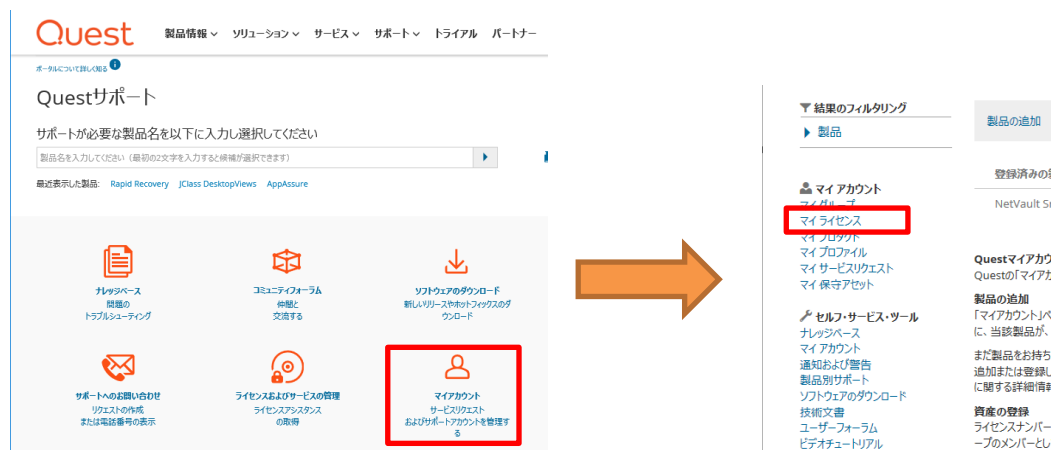 Quest
製品情報 ソリューション サービス サポート トライアル パートナー
ポータルについて詳しく知る
Questサポート
サポートが必要な製品名を以下に入力し選択してください
製品名を入力してください（最初の2文字を入力すると候補が選択できます）
最近表示した製品: Rapid Recovery JClass DesktopViews AppAssure
ナレッジベース
問題の
トラブルシューティング
コミュニティフォーラム
仲間と
交流する
ソフトウェアのダウンロード
新しいリリースやホットフィックスのダ
ウンロード
サポートへのお問い合わせ
リクエストの作成
または電話番号の表示
ライセンスおよびサービスの管理
ライセンスアシスタンス
の取得
マイアカウント
サービスリクエスト
およびサポートアカウントを管理す
る
結果のフィルタリング
製品
マイ アカウント
マイ グループ
マイ ライセンス
マイ プロダクト
マイ プロファイル
マイ サービスリクエスト
マイ 保守アセット
セルフ・サービス・ツール
ナレッジベース
マイ アカウント
通知および警告
製品別サポート
ソフトウェアのダウンロード
技術文書
ユーザーフォーラム
ビデオチュートリアル
製品の追加
登録済みの
NetVault
Questマイアカウ
Questの「マイアカ
製品の追加
「マイアカウント」ペ
に、当該製品が、
まだ製品をお持ち
追加または登録し
に関する詳細情報
資産の登録
ライセンスナンバー
ープのメンバーとし